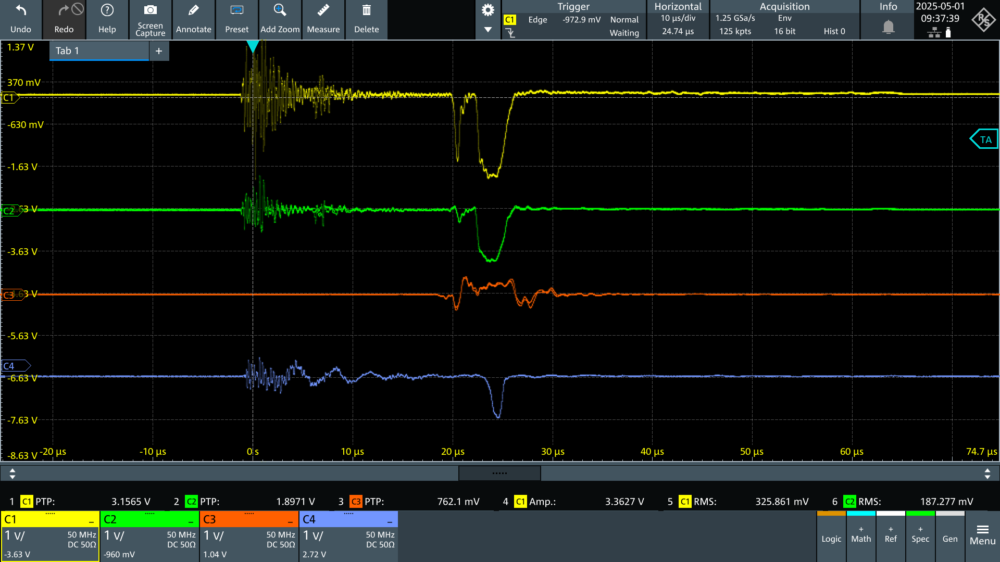 Undo
Redo
Help
Screen
Capture
Annotate
Preset
Add Zoom
Measure
Delete
Trigger
C1 Edge -972.9 mV Normal
Waiting
Horizontal
10 µs/div
24.74 µs
Acquisition
1.25 GSa/s Env
125 kpts 16 bit Hist 0
Info
2025-05-01
09:37:39
R S
Tab 1 +
1.37 V
370 mV
C1
-630 mV
TA
-1.63 V
C2 -2.63 V
-3.63 V
C3 -4.63 V
-5.63 V
C4
-6.63 V
-7.63 V
-8.63 V -20 µs -10 µs 0 s 10 µs 20 µs 30 µs 40 µs 50 µs 60 µs 74.7 µs
1 C1 PTP: 3.1565 V 2 C2 PTP: 1.8971 V 3 C3 PTP: 762.1 mV 4 C1 Amp.: 3.3627 V 5 C1 RMS: 325.861 mV 6 C2 RMS: 187.277 mV
C1
1 V/ 50 MHz
DC 50Ω
-3.63 V
C2
1 V/ 50 MHz
DC 50Ω
-960 mV
C3
1 V/ 50 MHz
DC 50Ω
1.04 V
C4
1 V/ 50 MHz
DC 50Ω
2.72 V
Logic
+
Math
+
Ref
+
Spec
Gen
Menu